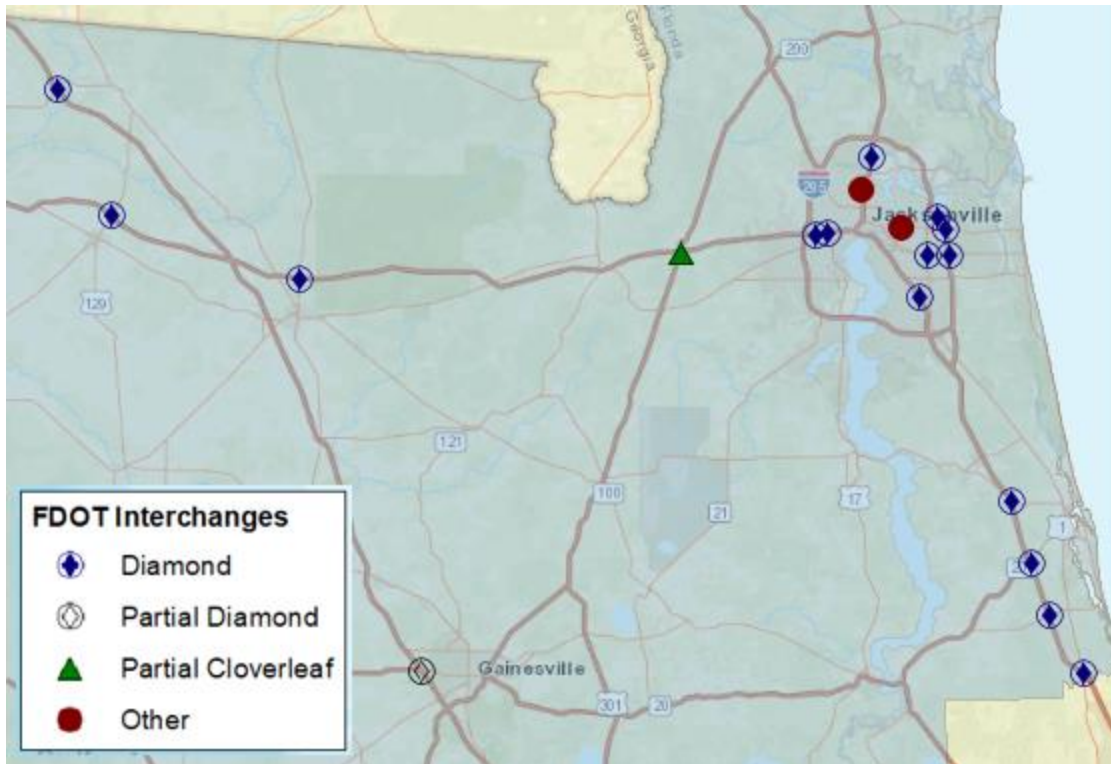 Georgia
Florida
200
295
Jacksonville
129
121
100
21
17
1
Gainesville
301
20
FDOT Interchanges
Diamond
Partial Diamond
Partial Cloverleaf
Other